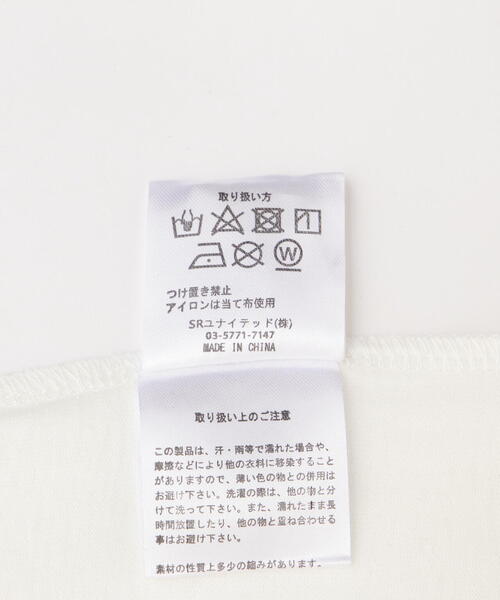 取り扱い方
W
つけ置き禁止
アイロンは当て布使用
SRユナイテッド(株)
03-5771-7147
MADE IN CHINA
取り扱い上のご注意
この製品は、汗・雨等で濡れた場合や、
摩擦などにより他の衣料に移染すること
がありますので、薄い色の物との併用は
お避け下さい。洗濯の際は、他の物と分
けて洗って下さい。また、濡れたまま長
時間放置したり、他の物と重ね合わせる
事はお避け下さい。
素材の性質上多少の縮みがあります。